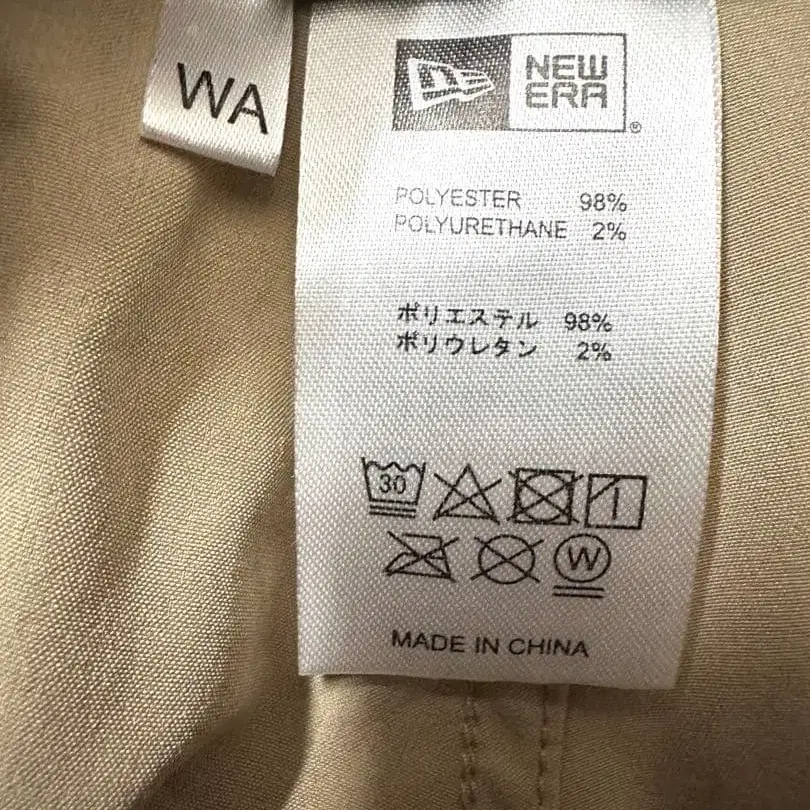 WA
NEW
ERA
®
POLYESTER 98%
POLYURETHANE 2%
ポリエステル 98%
ポリウレタン 2%
30
W
MADE IN CHINA